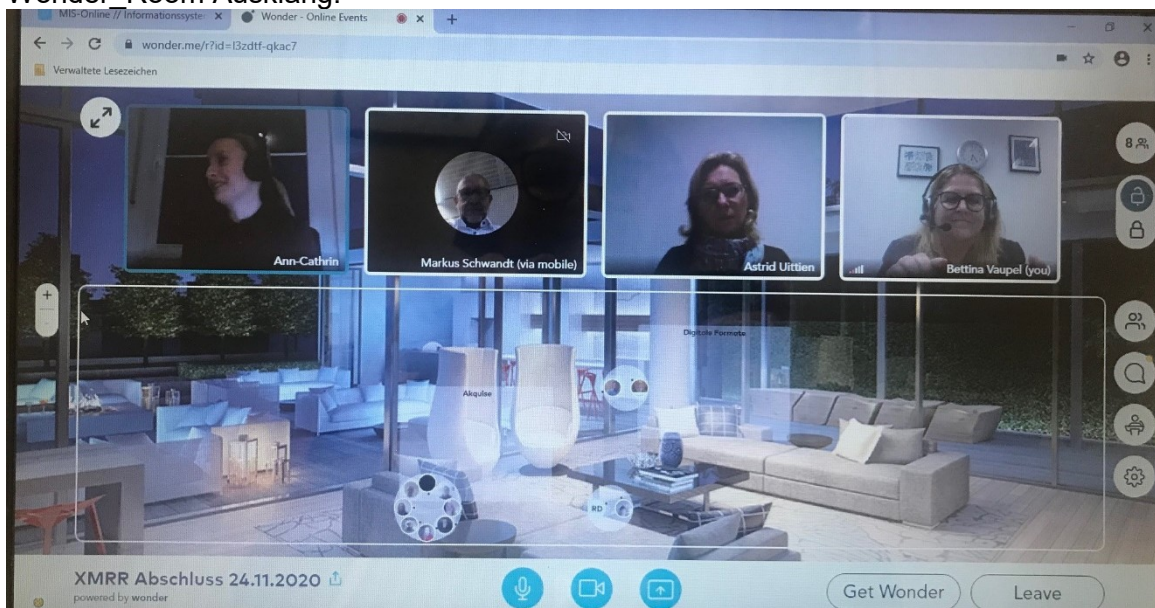 Wonder_Room Ausklang:
MIS-Online // Informationssyste
Wonder - Online Events
wonder.me/r?id=l3zdtf-qkac7
Verwaltete Lesezeichen
8
Ann-Cathrin
Markus Schwandt (via mobile)
Astrid Uittien
Bettina Vaupel (you)
Digitale Formate
Akquise
RD
XMRR Abschluss 24.11.2020
powered by wonder
Get Wonder
Leave